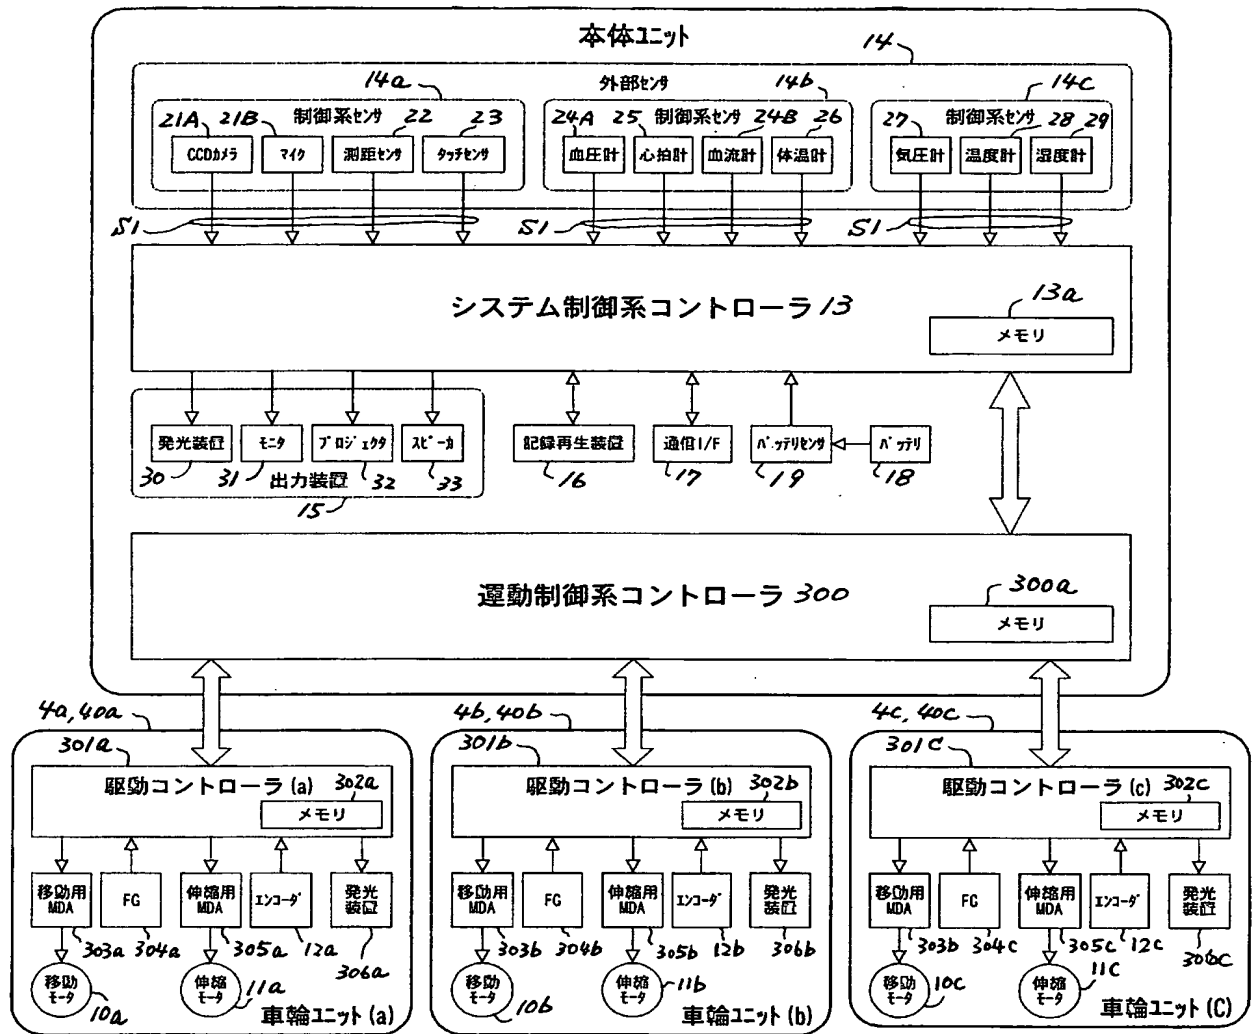 本体ユニット
14
外部センサ
14a
14b
14c
制御系センサ
制御系センサ
制御系センサ
21A 21B 22 23
24A 25 24B 26
27 28 29
CCDカメラ マイク 測距センサ タッチセンサ
血圧計 心拍計 血流計 体温計
気圧計 温度計 湿度計
S1 S1 S1
システム制御系コントローラ 13
13a
メモリ
発光装置 モニタ プロジェクタ スピーカ
記録再生装置 通信I/F バッテリセンサ バッテリ
30 31 出力装置 32 33
16 17 19 18
15
運動制御系コントローラ 300
300a
メモリ
4a,40a
301a
駆動コントローラ(a) 302a
メモリ
移動用MDA FG 伸縮用MDA エンコーダ 発光装置
303a 304a 305a 12a 306a
移動モータ 伸縮モータ
10a 11a
車輪ユニット(a)
4b,40b
301b
駆動コントローラ(b) 302b
メモリ
移動用MDA FG 伸縮用MDA エンコーダ 発光装置
303b 304b 305b 12b 306b
移動モータ 伸縮モータ
10b 11b
車輪ユニット(b)
4c,40c
301c
駆動コントローラ(c) 302c
メモリ
移動用MDA FG 伸縮用MDA エンコーダ 発光装置
303b 304c 305c 12c 306c
移動モータ 伸縮モータ
10c 11c
車輪ユニット(C)